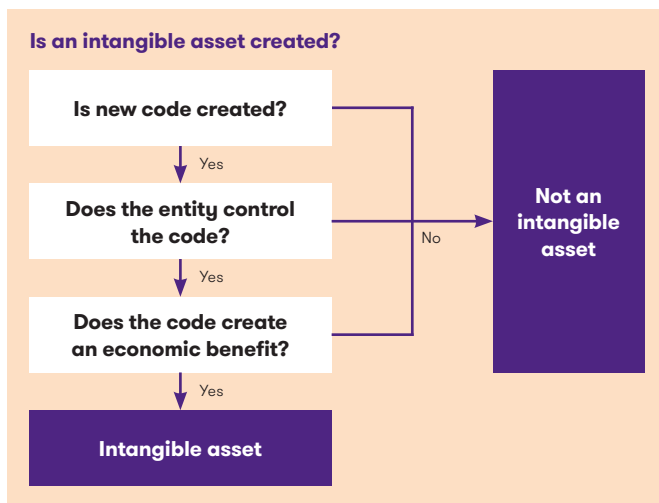 Is an intangible asset created?
Is new code created?
Yes
Does the entity control
the code?
Yes
Does the code create
an economic benefit?
Yes
Intangible asset
No
Not an
intangible
asset